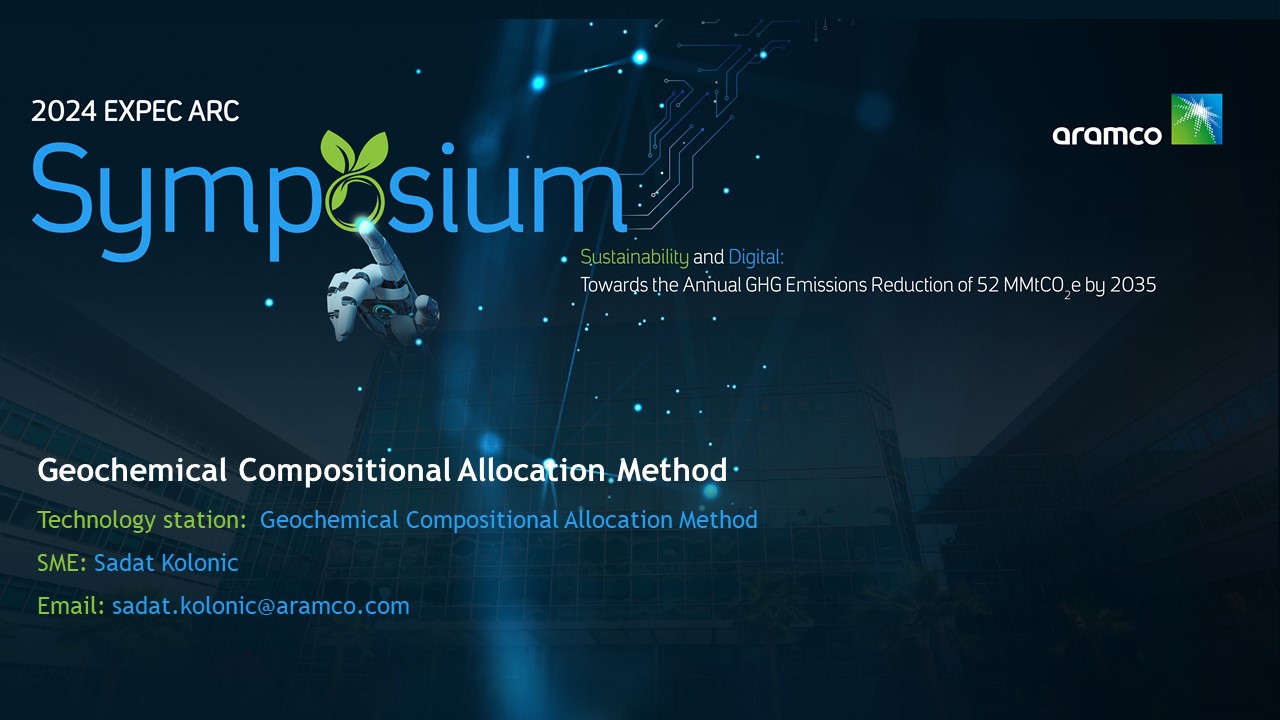 2024 EXPEC ARC
Symposium
aramco
Sustainability and Digital:
Towards the Annual GHG Emissions Reduction of 52 MMtCO₂e by 2035
Geochemical Compositional Allocation Method
Technology station: Geochemical Compositional Allocation Method
SME: Sadat Kolonic
Email: sadat.kolonic@aramco.com